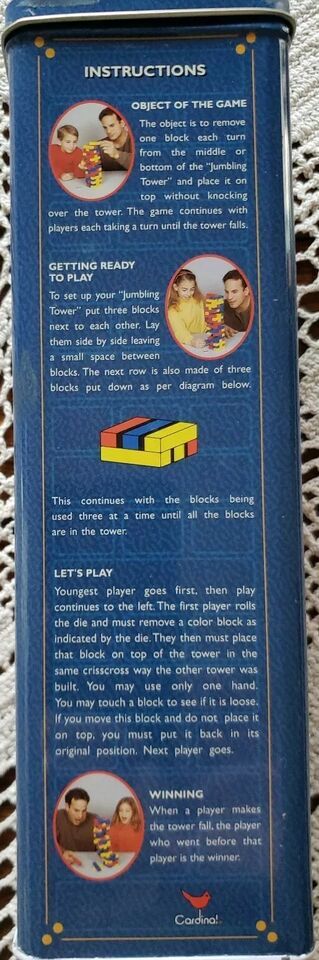 INSTRUCTIONS
OBJECT OF THE GAME
The object is to remove
one block each turn
from the middle or
bottom of the "Jumbling
Tower" and place it on
top without knocking
over the tower. The game continues with
players each taking a turn until the tower falls.
GETTING READY
TO PLAY
To set up your "Jumbling
Tower" put three blocks
next to each other. Lay
them side by side leaving
a small space between
blocks. The next row is also made of three
blocks put down as per diagram below.
This continues with the blocks being
used three at a time until all the blocks
are in the tower.
LET'S PLAY
Youngest player goes first, then play
continues to the left. The first player rolls
the die and must remove a color block as
indicated by the die. They then must place
that block on top of the tower in the
same crisscross way the other tower was
built. You may use only one hand.
You may touch a block to see if it is loose.
If you move this block and do not place it
on top, you must put it back in its
original position. Next player goes.
WINNING
When a player makes
the tower fall, the player
who went before that
player is the winner.
Cardinal